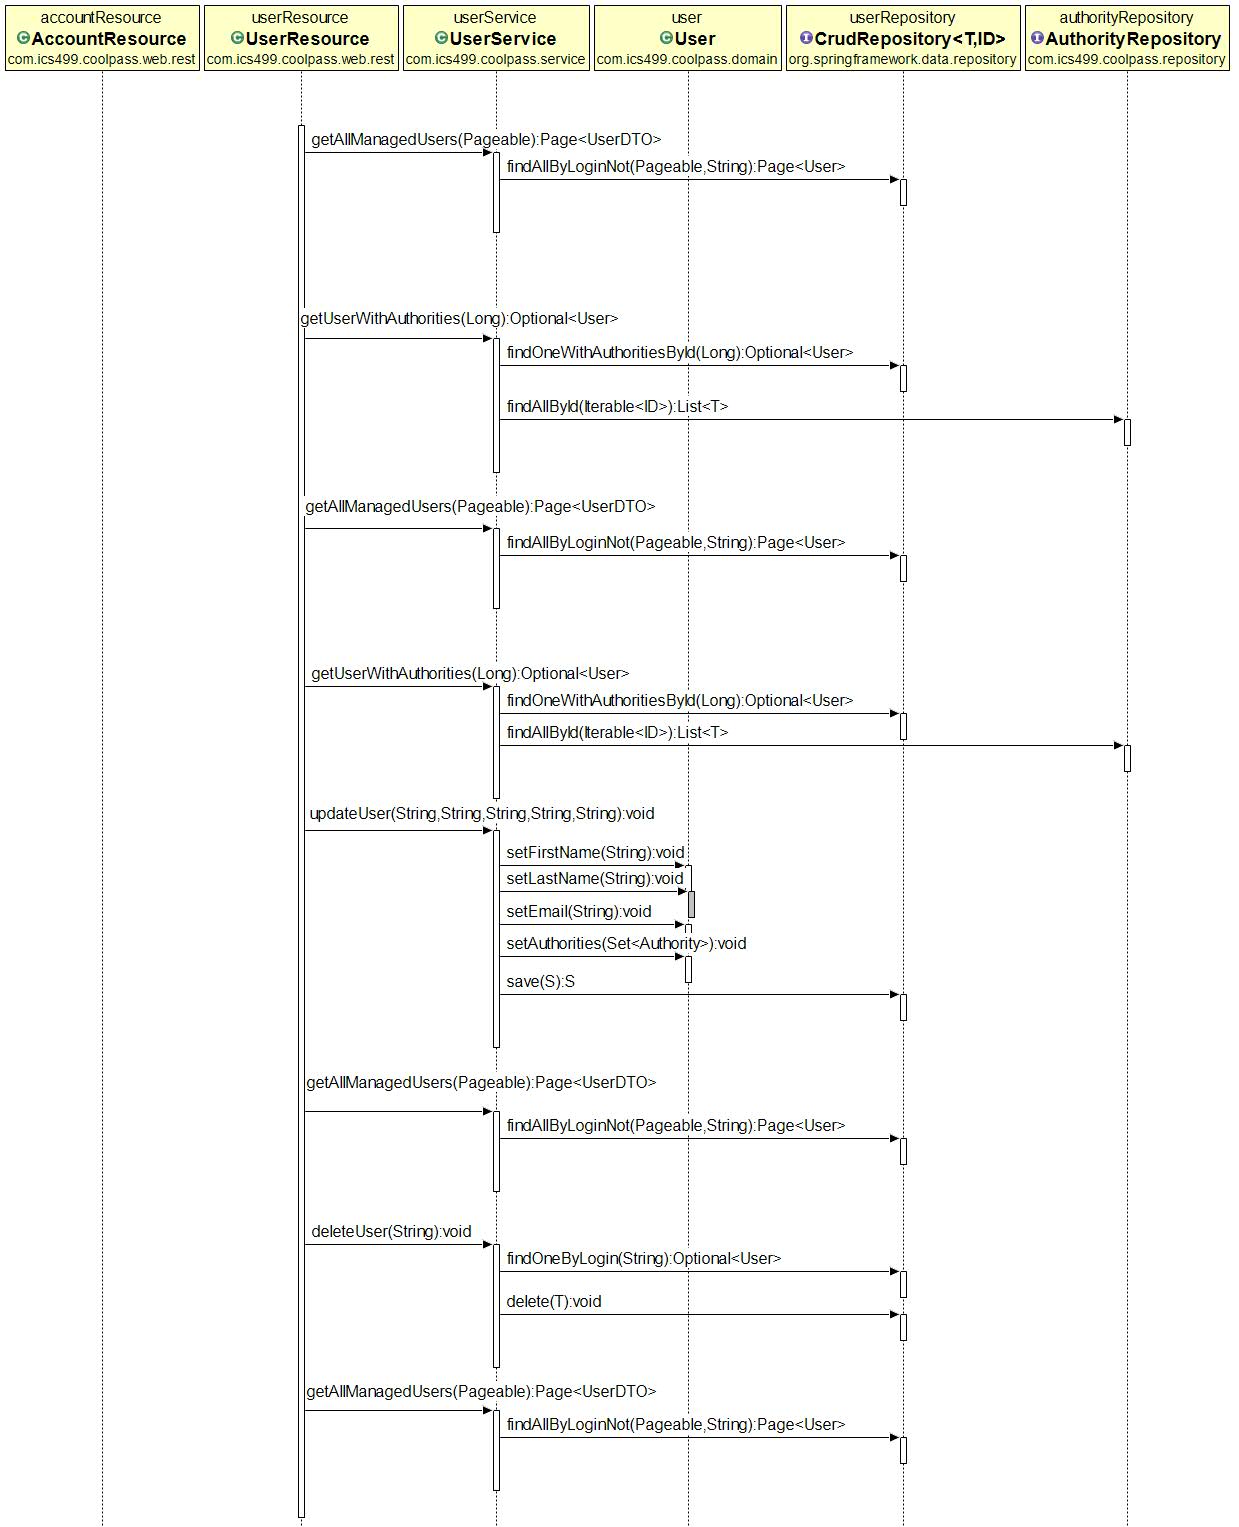 accountResource
AccountResource
com.ics499.coolpass.web.rest
userResource
UserResource
com.ics499.coolpass.web.rest
userService
UserService
com.ics499.coolpass.service
user
User
com.ics499.coolpass.domain
userRepository
CrudRepository<T,ID>
org.springframework.data.repository
authorityRepository
AuthorityRepository
com.ics499.coolpass.repository
getAllManagedUsers(Pageable):Page<UserDTO>
findAllByLoginNot(Pageable,String):Page<User>
getUserWithAuthorities(Long):Optional<User>
findOneWithAuthoritiesById(Long):Optional<User>
findAllById(Iterable<ID>):List<T>
getAllManagedUsers(Pageable):Page<UserDTO>
findAllByLoginNot(Pageable,String):Page<User>
getUserWithAuthorities(Long):Optional<User>
findOneWithAuthoritiesById(Long):Optional<User>
findAllById(Iterable<ID>):List<T>
updateUser(String,String,String,String,String):void
setFirstName(String):void
setLastName(String):void
setEmail(String):void
setAuthorities(Set<Authority>):void
save(S):S
getAllManagedUsers(Pageable):Page<UserDTO>
findAllByLoginNot(Pageable,String):Page<User>
deleteUser(String):void
findOneByLogin(String):Optional<User>
delete(T):void
getAllManagedUsers(Pageable):Page<UserDTO>
findAllByLoginNot(Pageable,String):Page<User>